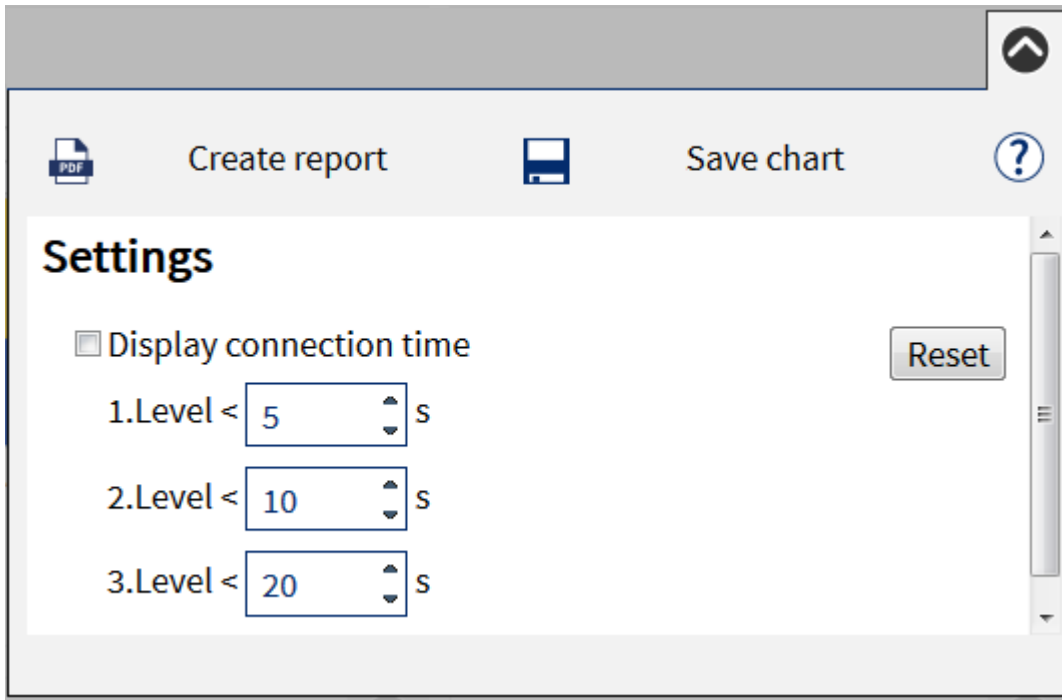 PDF Create report Save chart ?
Settings
Display connection time Reset
1.Level < 5 s
2.Level < 10 s
3.Level < 20 s